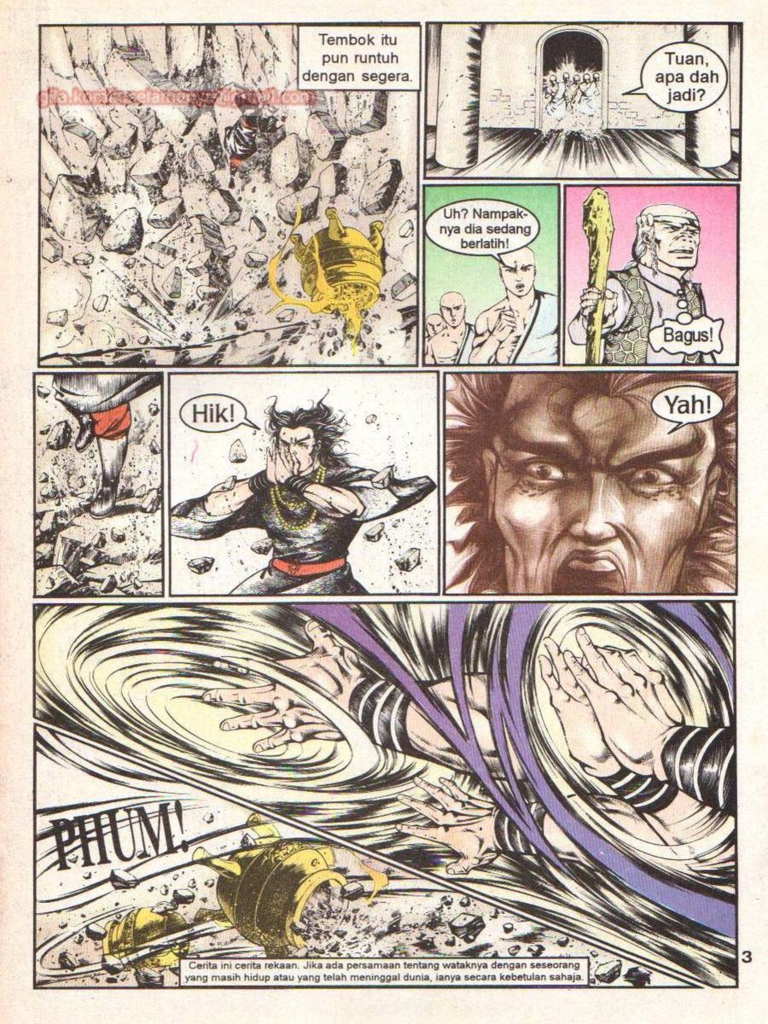 Tembok itu
pun runtuh
dengan segera.
Tuan,
apa dah
jadi?
Uh? Nampak-
nya dia sedang
berlatih!
Bagus!
Hik!
Yah!
PHUM!
Cerita ini cerita rekaan. Jika ada persamaan tentang wataknya dengan seseorang
yang masih hidup atau yang telah meninggal dunia, ianya secara kebetulan sahaja.
3